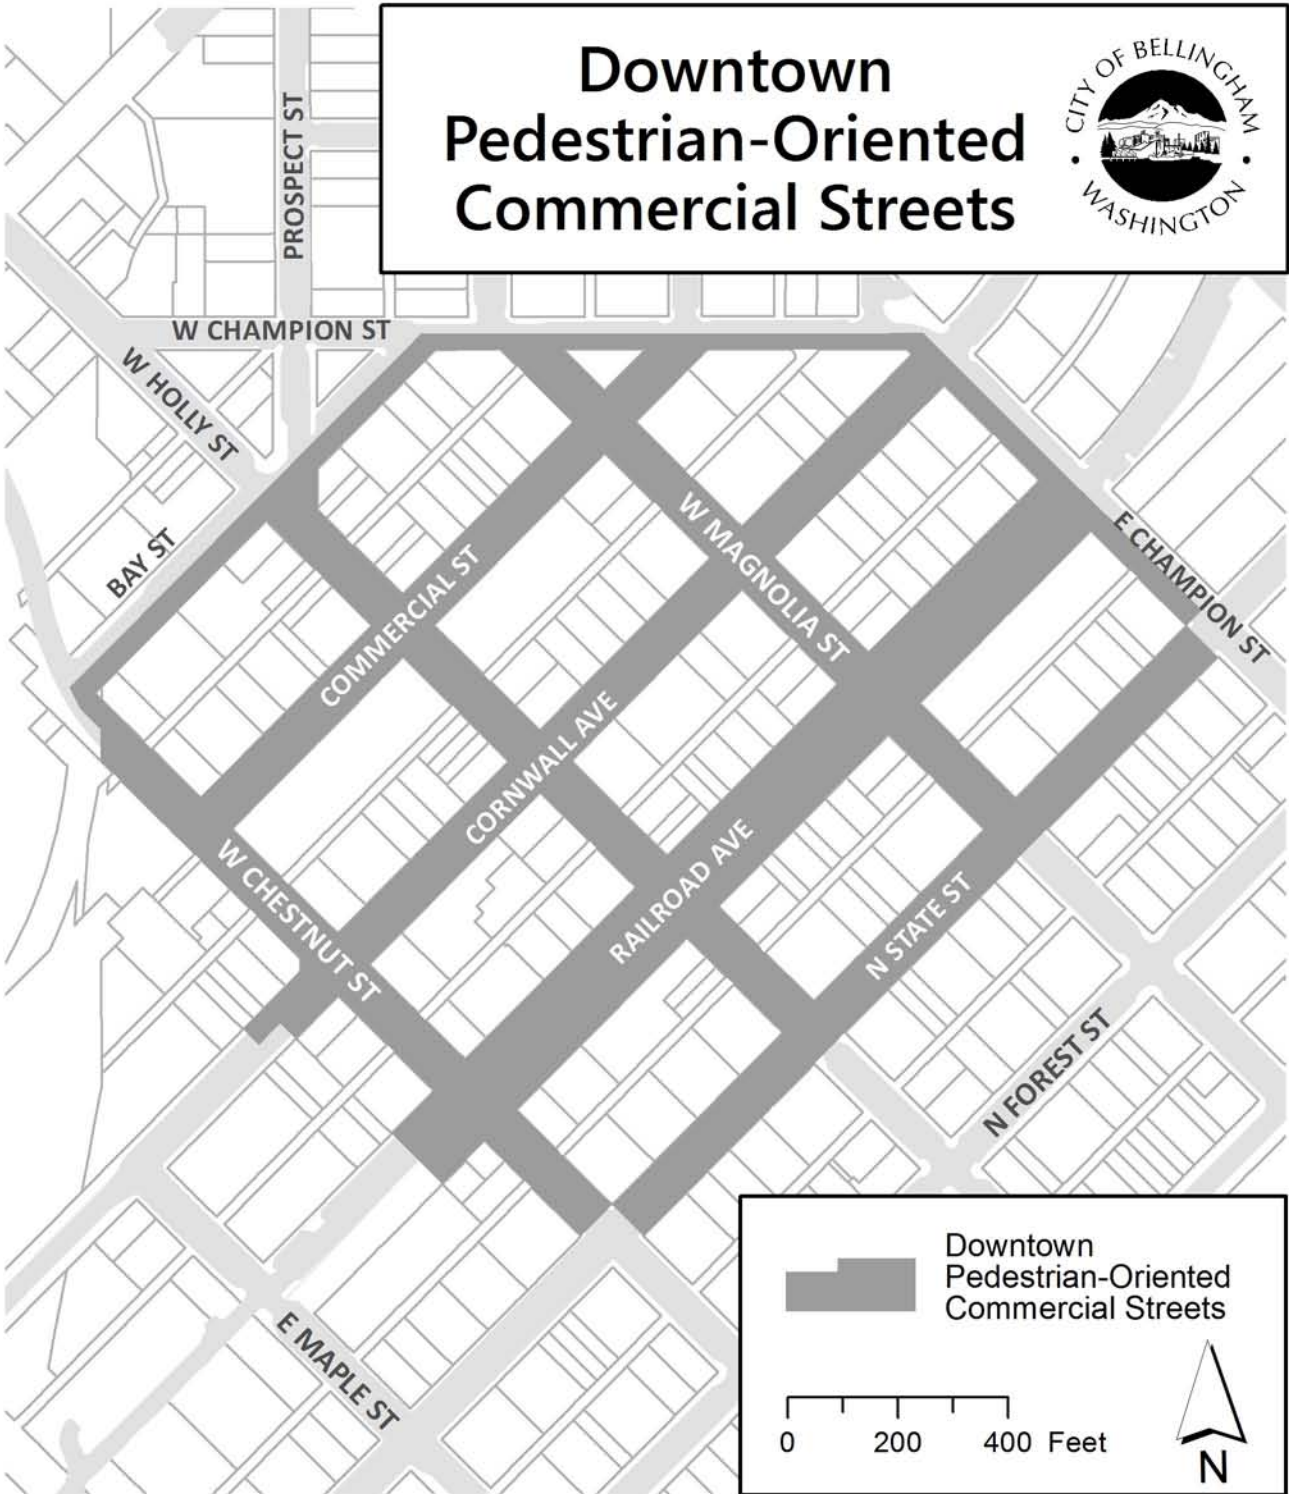 Downtown
Pedestrian-Oriented
Commercial Streets
CITY OF BELLINGHAM
• WASHINGTON •
PROSPECT ST
W CHAMPION ST
W HOLLY ST
BAY ST
COMMERCIAL ST
W MAGNOLIA ST
E CHAMPION ST
CORNWALL AVE
W CHESTNUT ST
RAILROAD AVE
N STATE ST
N FOREST ST
E MAPLE ST
Downtown
Pedestrian-Oriented
Commercial Streets
0 200 400 Feet
N